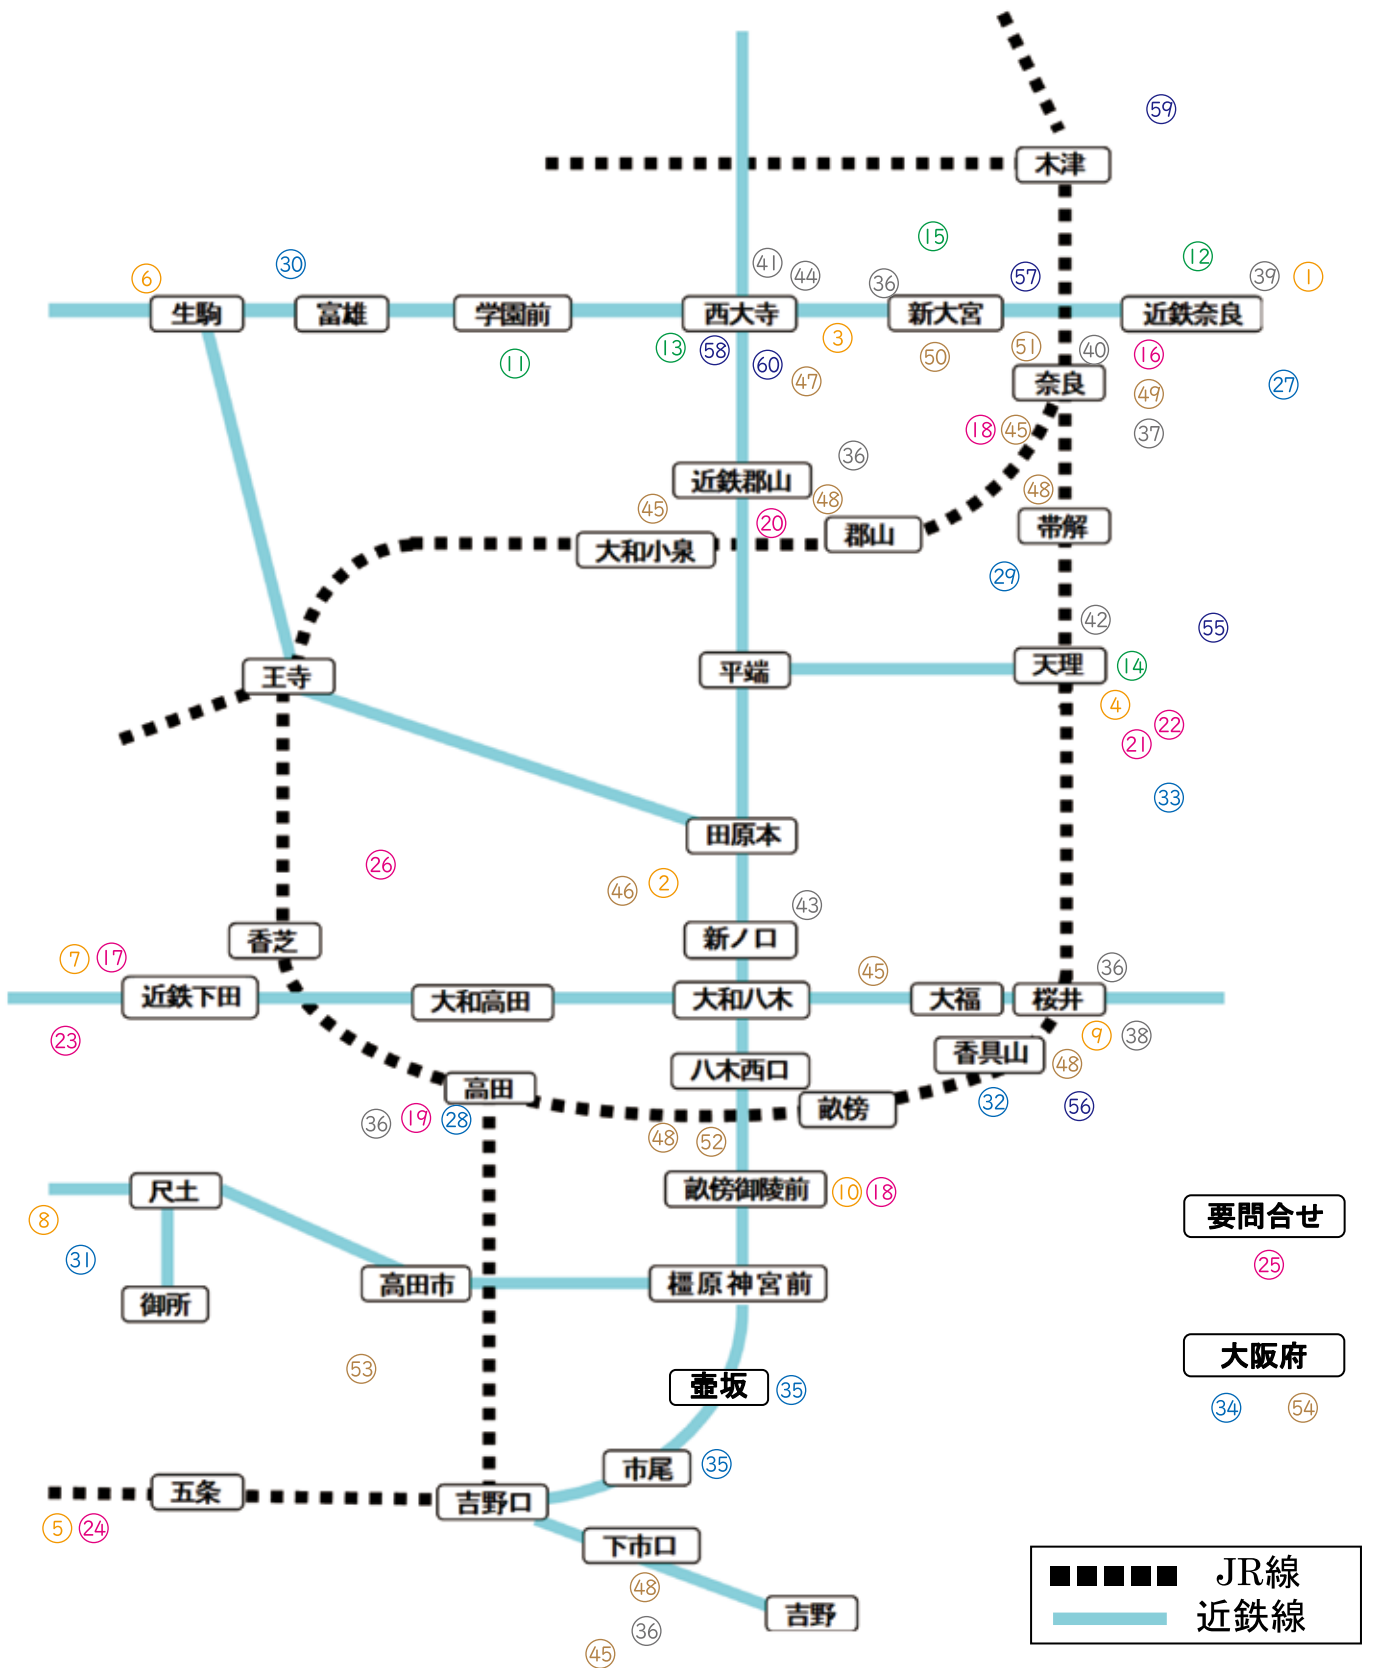 59
木津
15
12
41
44
36
57
39
1
6
30
生駒
富雄
学園前
西大寺
新大宮
近鉄奈良
11
13
58
60
3
47
50
51
40
16
奈良
49
27
37
18
45
36
近鉄郡山
48
48
45
20
大和小泉
郡山
帯解
29
42
55
王寺
平端
天理
14
4
22
21
33
田原本
26
46
2
43
香芝
新ノ口
7
17
45
36
近鉄下田
大和高田
大和八木
大福
桜井
23
9
38
香具山
48
八木西口
高田
畝傍
32
56
36
19
28
48
52
尺土
畝傍御陵前
10
18
8
要問合せ
31
25
御所
高田市
橿原神宮前
53
壺坂
35
大阪府
34
54
市尾
35
五条
吉野口
5
24
下市口
48
吉野
36
45
JR線
近鉄線